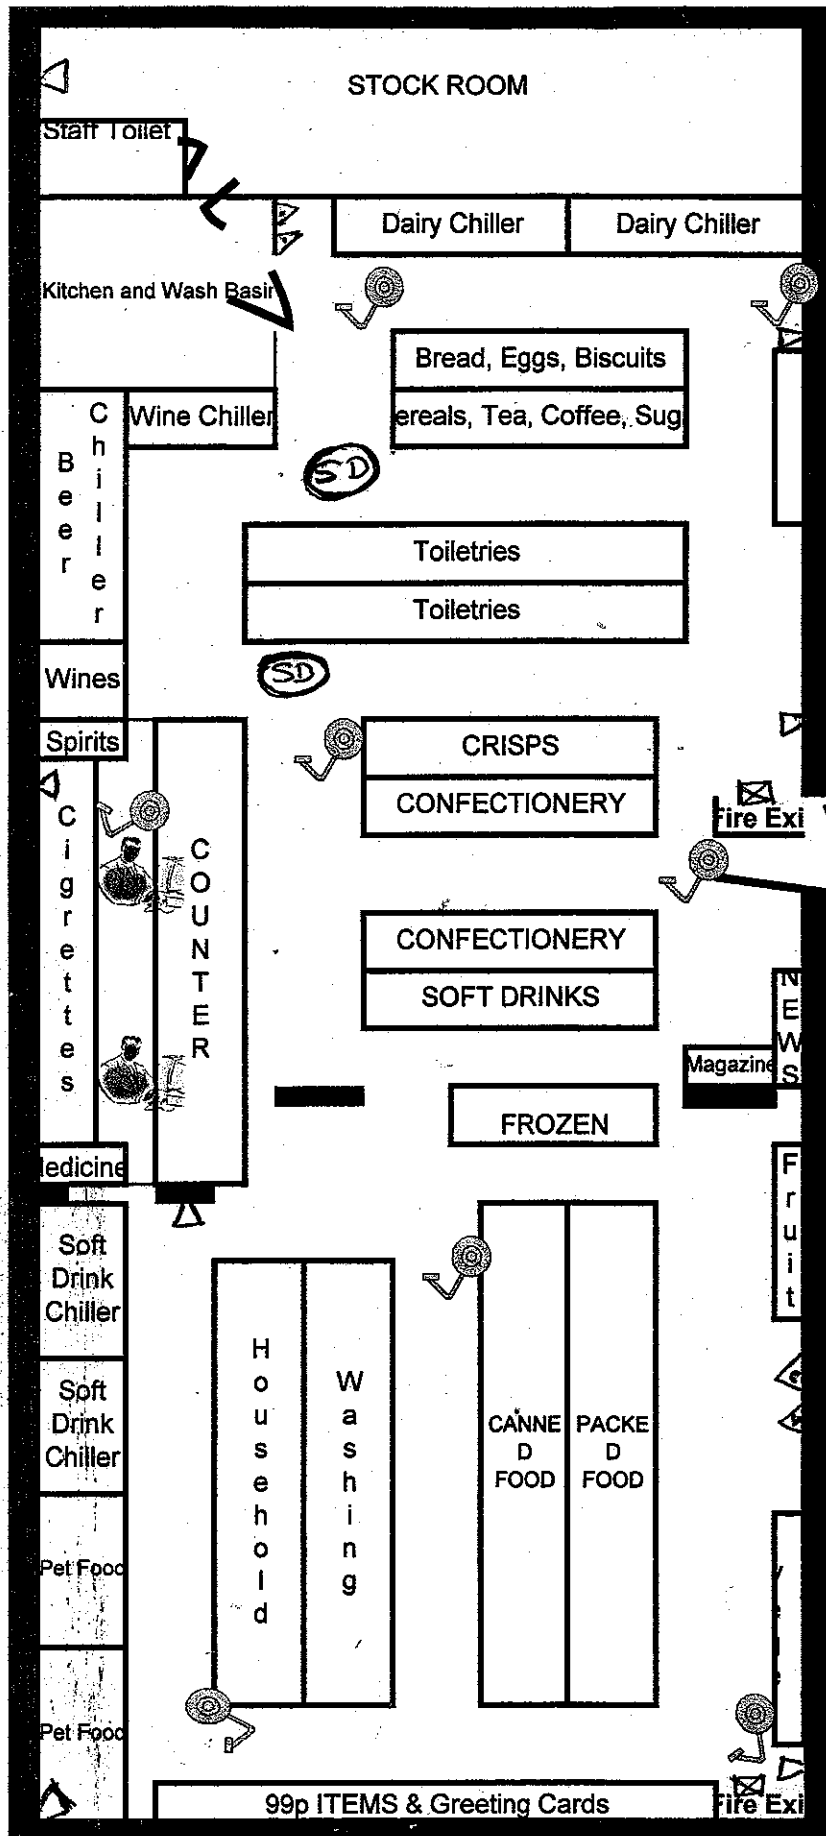 STOCK ROOM
Staff Toilet
Dairy Chiller
Dairy Chiller
Kitchen and Wash Basin
Bread, Eggs, Biscuits
ereals, Tea, Coffee, Sug
Wine Chiller
Beer
Chiller
SD
Toiletries
Toiletries
Wines
SD
Spirits
CRISPS
CONFECTIONERY
Fire Exi
Cigrettes
COUNTER
CONFECTIONERY
SOFT DRINKS
NEWS
Magazine
FROZEN
edicine
Fruit
Soft
Drink
Chiller
Soft
Drink
Chiller
Household
Washing
CANNE
D
FOOD
PACKE
D
FOOD
Pet Food
Pet Food
99p ITEMS & Greeting Cards
Fire Exi